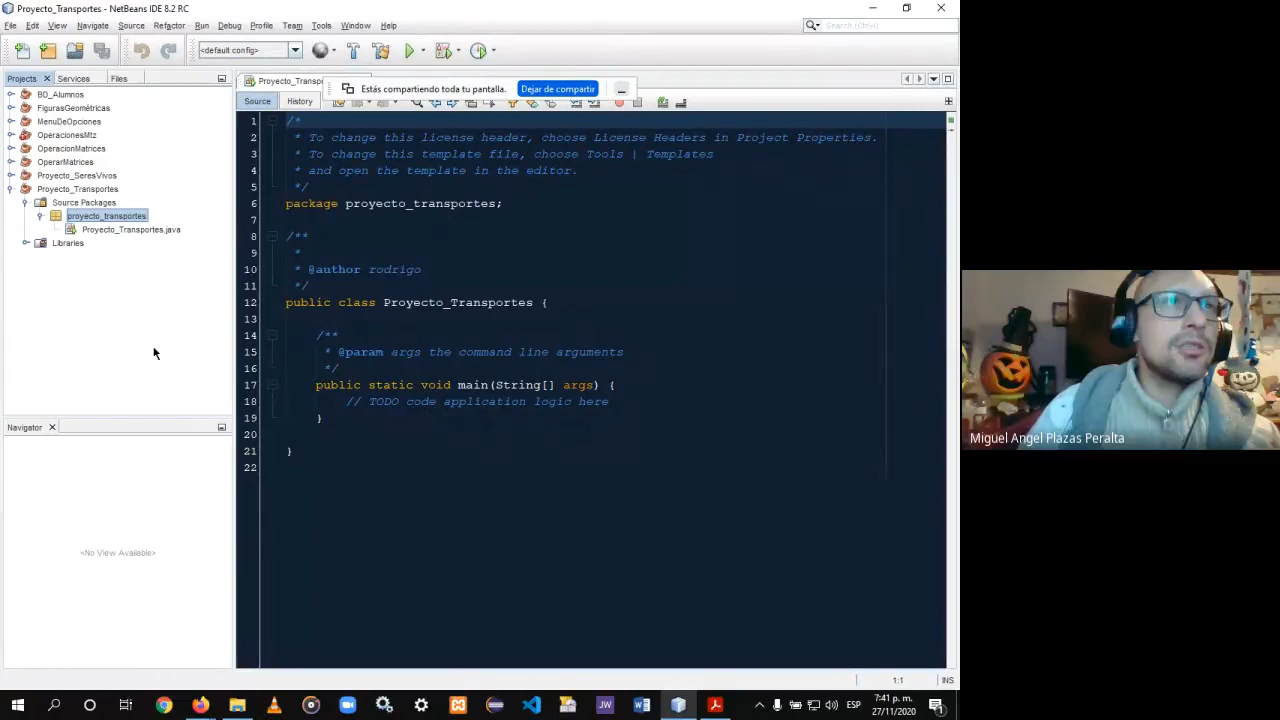 Proyecto_Transportes - NetBeans IDE 8.2 RC
File Edit View Navigate Source Refactor Run Debug Profile Team Tools Window Help
Search (Ctrl+I)
<default config>
Projects Services Files
Proyecto_Transp
Estás compartiendo toda tu pantalla. Dejar de compartir
Source History
BD_Alumnos
FigurasGeométricas
MenuDeOpciones
OperacionesMtz
OperacionMatrices
OperarMatrices
Proyecto_SeresVivos
Proyecto_Transportes
Source Packages
proyecto_transportes
Proyecto_Transportes.java
Libraries
Navigator
<No View Available>
1 /*
2 * To change this license header, choose License Headers in Project Properties.
3 * To change this template file, choose Tools | Templates
4 * and open the template in the editor.
5 */
6 package proyecto_transportes;
7
8 /**
9 *
10 * @author rodrigo
11 */
12 public class Proyecto_Transportes {
13
14 /**
15 * @param args the command line arguments
16 */
17 public static void main(String[] args) {
18 // TODO code application logic here
19 }
20
21 }
22
1:1 INS
Miguel Angel Plazas Peralta
JW
ESP
7:41 p. m.
27/11/2020
1